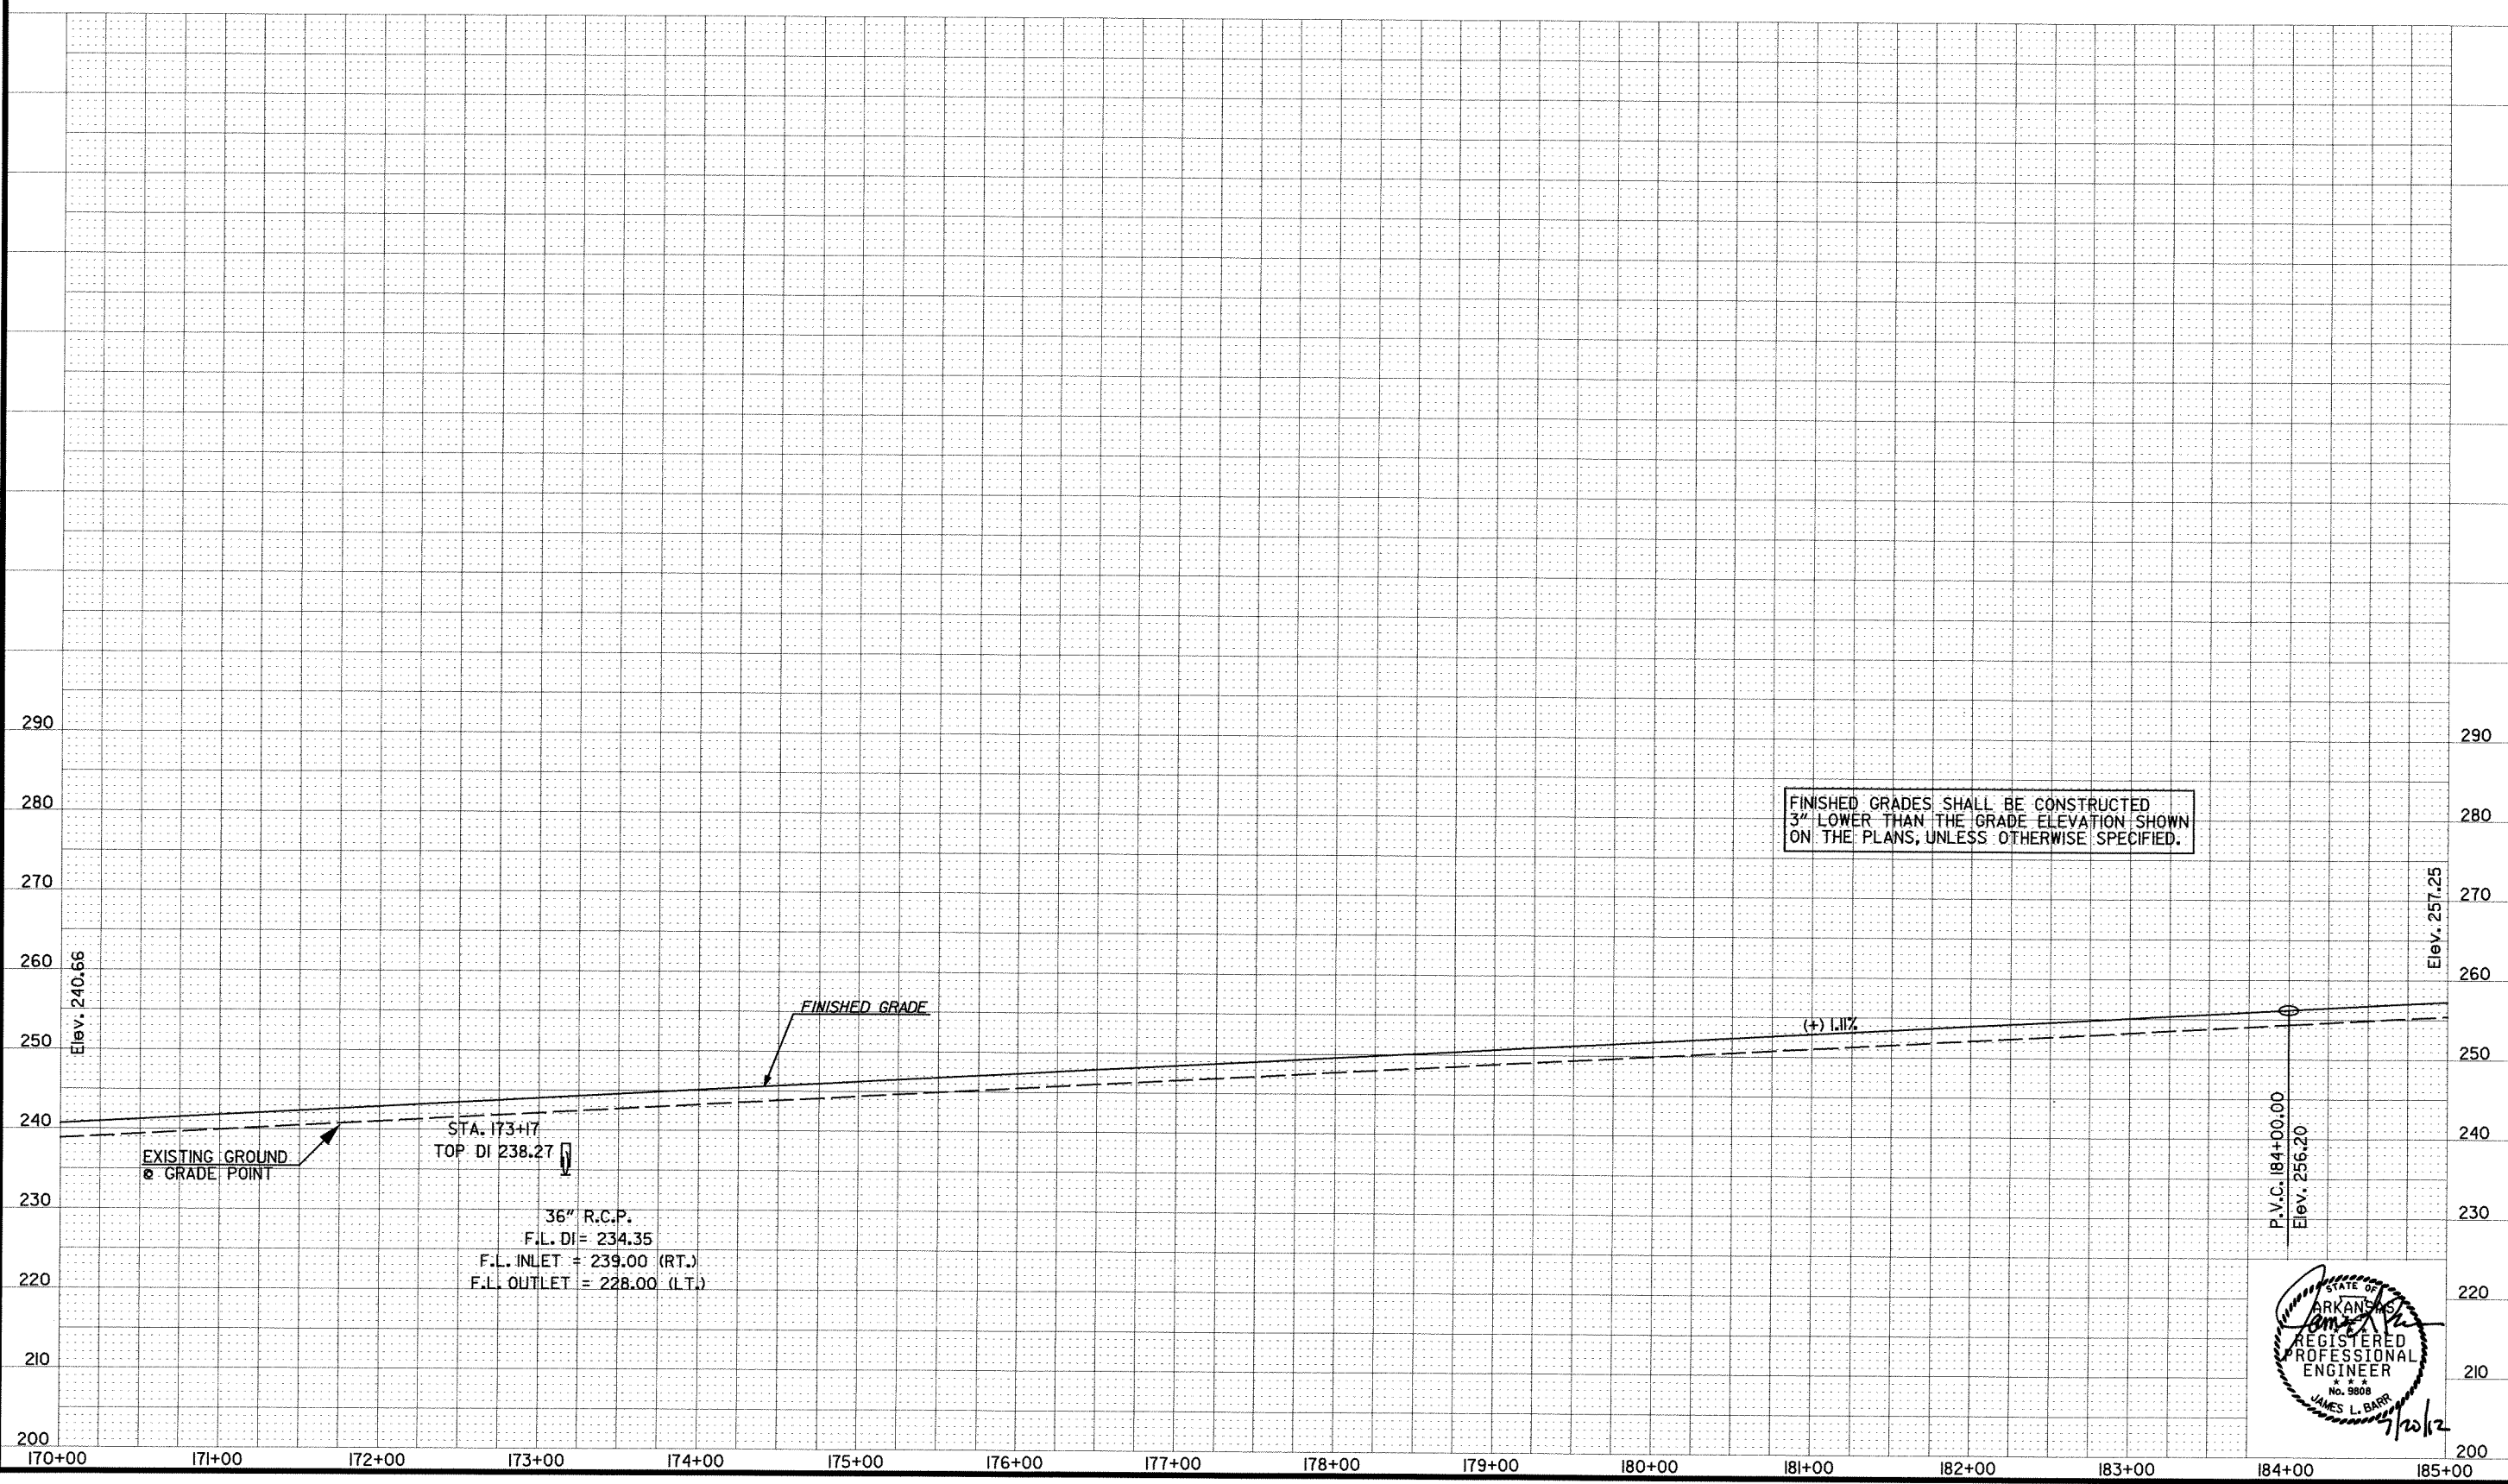 290
280
270
260
250
240
230
220
210
200
Elev. 240.66
EXISTING GROUND
@ GRADE POINT
STA. 173+17
TOP DI 238.27
36" R.C.P.
F.L. DI = 234.35
F.L. INLET = 239.00 (RT.)
F.L. OUTLET = 228.00 (LT.)
FINISHED GRADE
(+) 1.11%
FINISHED GRADES SHALL BE CONSTRUCTED
3" LOWER THAN THE GRADE ELEVATION SHOWN
ON THE PLANS, UNLESS OTHERWISE SPECIFIED.
P.V.C. 184+00.00
Elev. 256.20
Elev. 257.25
290
280
270
260
250
240
230
220
210
200
STATE OF
ARKANSAS
REGISTERED
PROFESSIONAL
ENGINEER
* * *
No. 9808
JAMES L. BARR
7/20/12
170+00 171+00 172+00 173+00 174+00 175+00 176+00 177+00 178+00 179+00 180+00 181+00 182+00 183+00 184+00 185+00